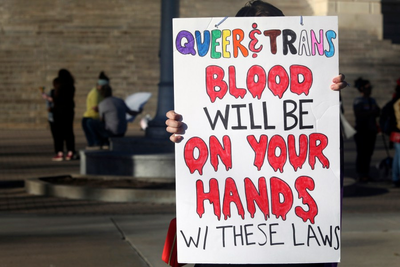 QUEER & TRANS
BLOOD
WILL BE
ON YOUR
HANDS
W/ THESE LAWS